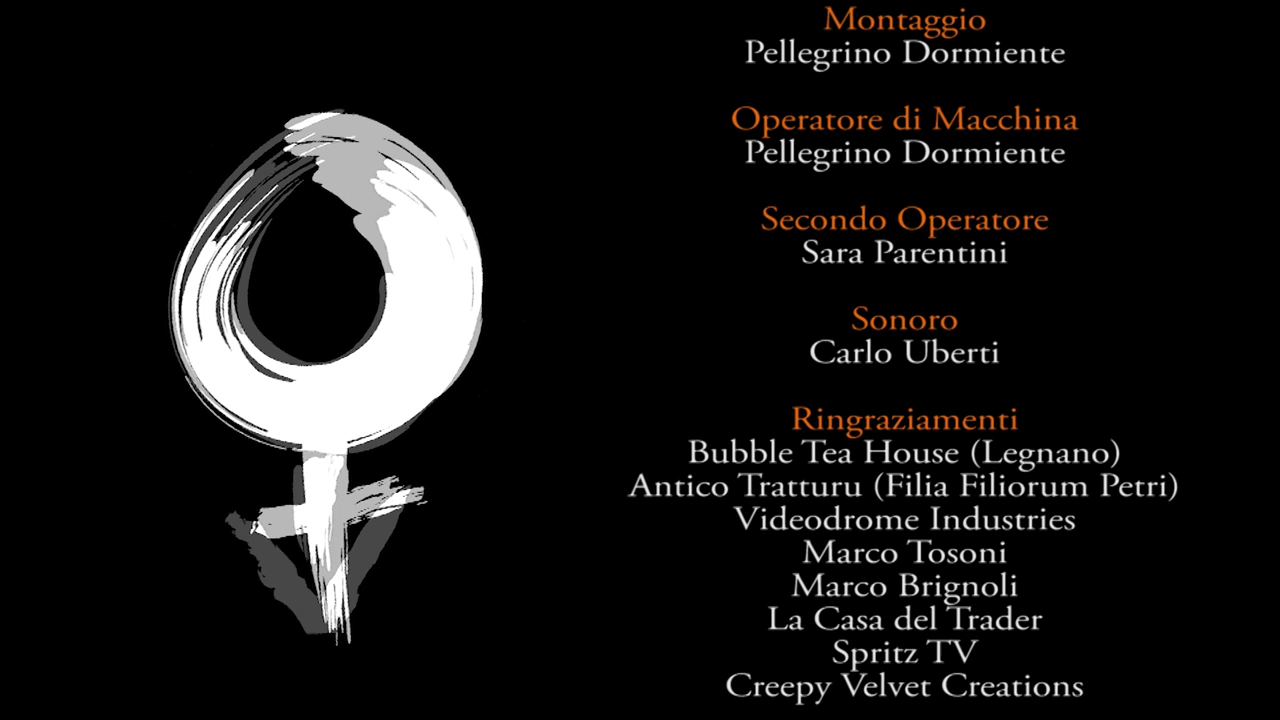 Montaggio
Pellegrino Dormiente
Operatore di Macchina
Pellegrino Dormiente
Secondo Operatore
Sara Parentini
Sonoro
Carlo Uberti
Ringraziamenti
Bubble Tea House (Legnano)
Antico Tratturu (Filia Filiorum Petri)
Videodrome Industries
Marco Tosoni
Marco Brignoli
La Casa del Trader
Spritz TV
Creepy Velvet Creations